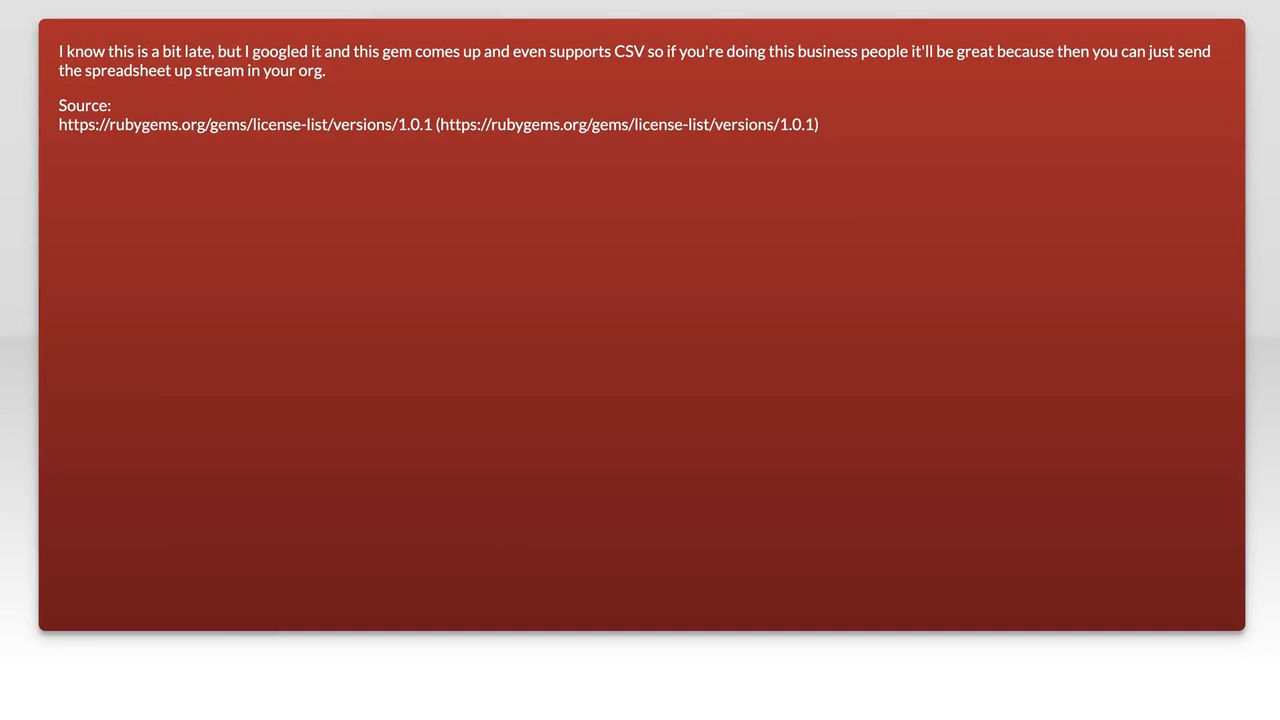 I know this is a bit late, but I googled it and this gem comes up and even supports CSV so if you're doing this business people it'll be great because then you can just send
the spreadsheet up stream in your org.
Source:
https://rubygems.org/gems/license-list/versions/1.0.1 (https://rubygems.org/gems/license-list/versions/1.0.1)